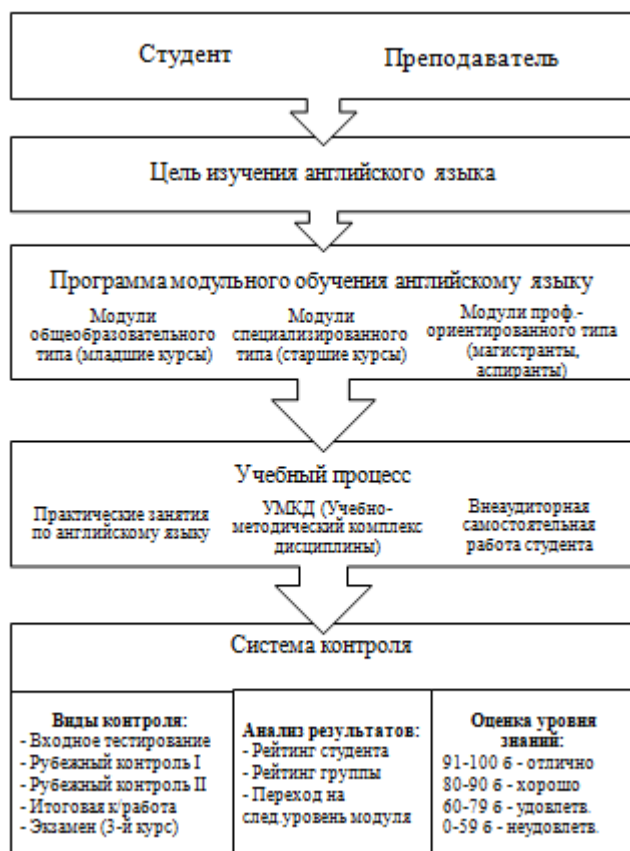 Студент
Преподаватель
Цель изучения английского языка
Программа модульного обучения английскому языку
Модули
общеобразовательного
типа (младшие курсы)
Модули
специализированного
типа (старшие курсы)
Модули проф.-
ориентированного типа
(магистранты,
аспиранты)
Учебный процесс
Практические занятия
по английскому языку
УМКД (Учебно-
методический комплекс
дисциплины)
Внеаудиторная
самостоятельная
работа студента
Система контроля
Виды контроля:
- Входное тестирование
- Рубежный контроль I
- Рубежный контроль II
- Итоговая к/работа
- Экзамен (3-й курс)
Анализ результатов:
- Рейтинг студента
- Рейтинг группы
- Переход на
след.уровень модуля
Оценка уровня
знаний:
91-100 б - отлично
80-90 б - хорошо
60-79 б - удовлетв.
0-59 б - неудовлетв.